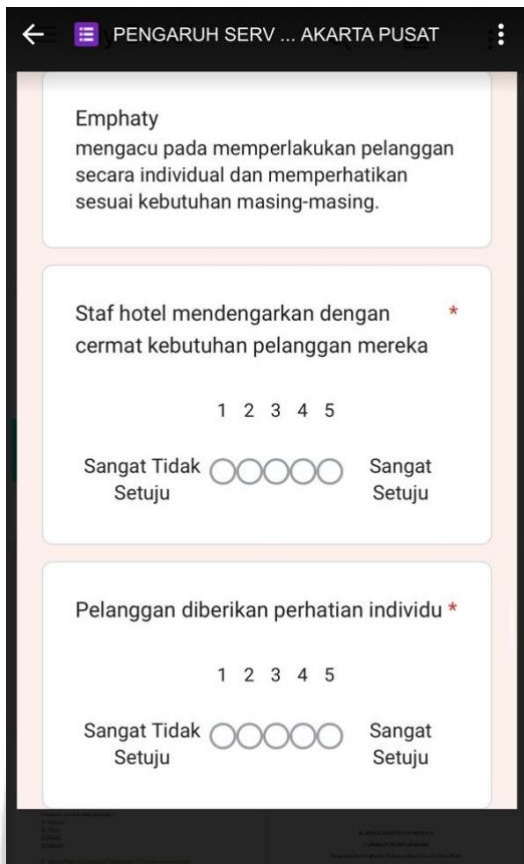 PENGARUH SERV ... AKARTA PUSAT
Emphaty
mengacu pada memperlakukan pelanggan
secara individual dan memperhatikan
sesuai kebutuhan masing-masing.
Staf hotel mendengarkan dengan *
cermat kebutuhan pelanggan mereka
1 2 3 4 5
Sangat Tidak Sangat
Setuju Setuju
Pelanggan diberikan perhatian individu *
1 2 3 4 5
Sangat Tidak Sangat
Setuju Setuju